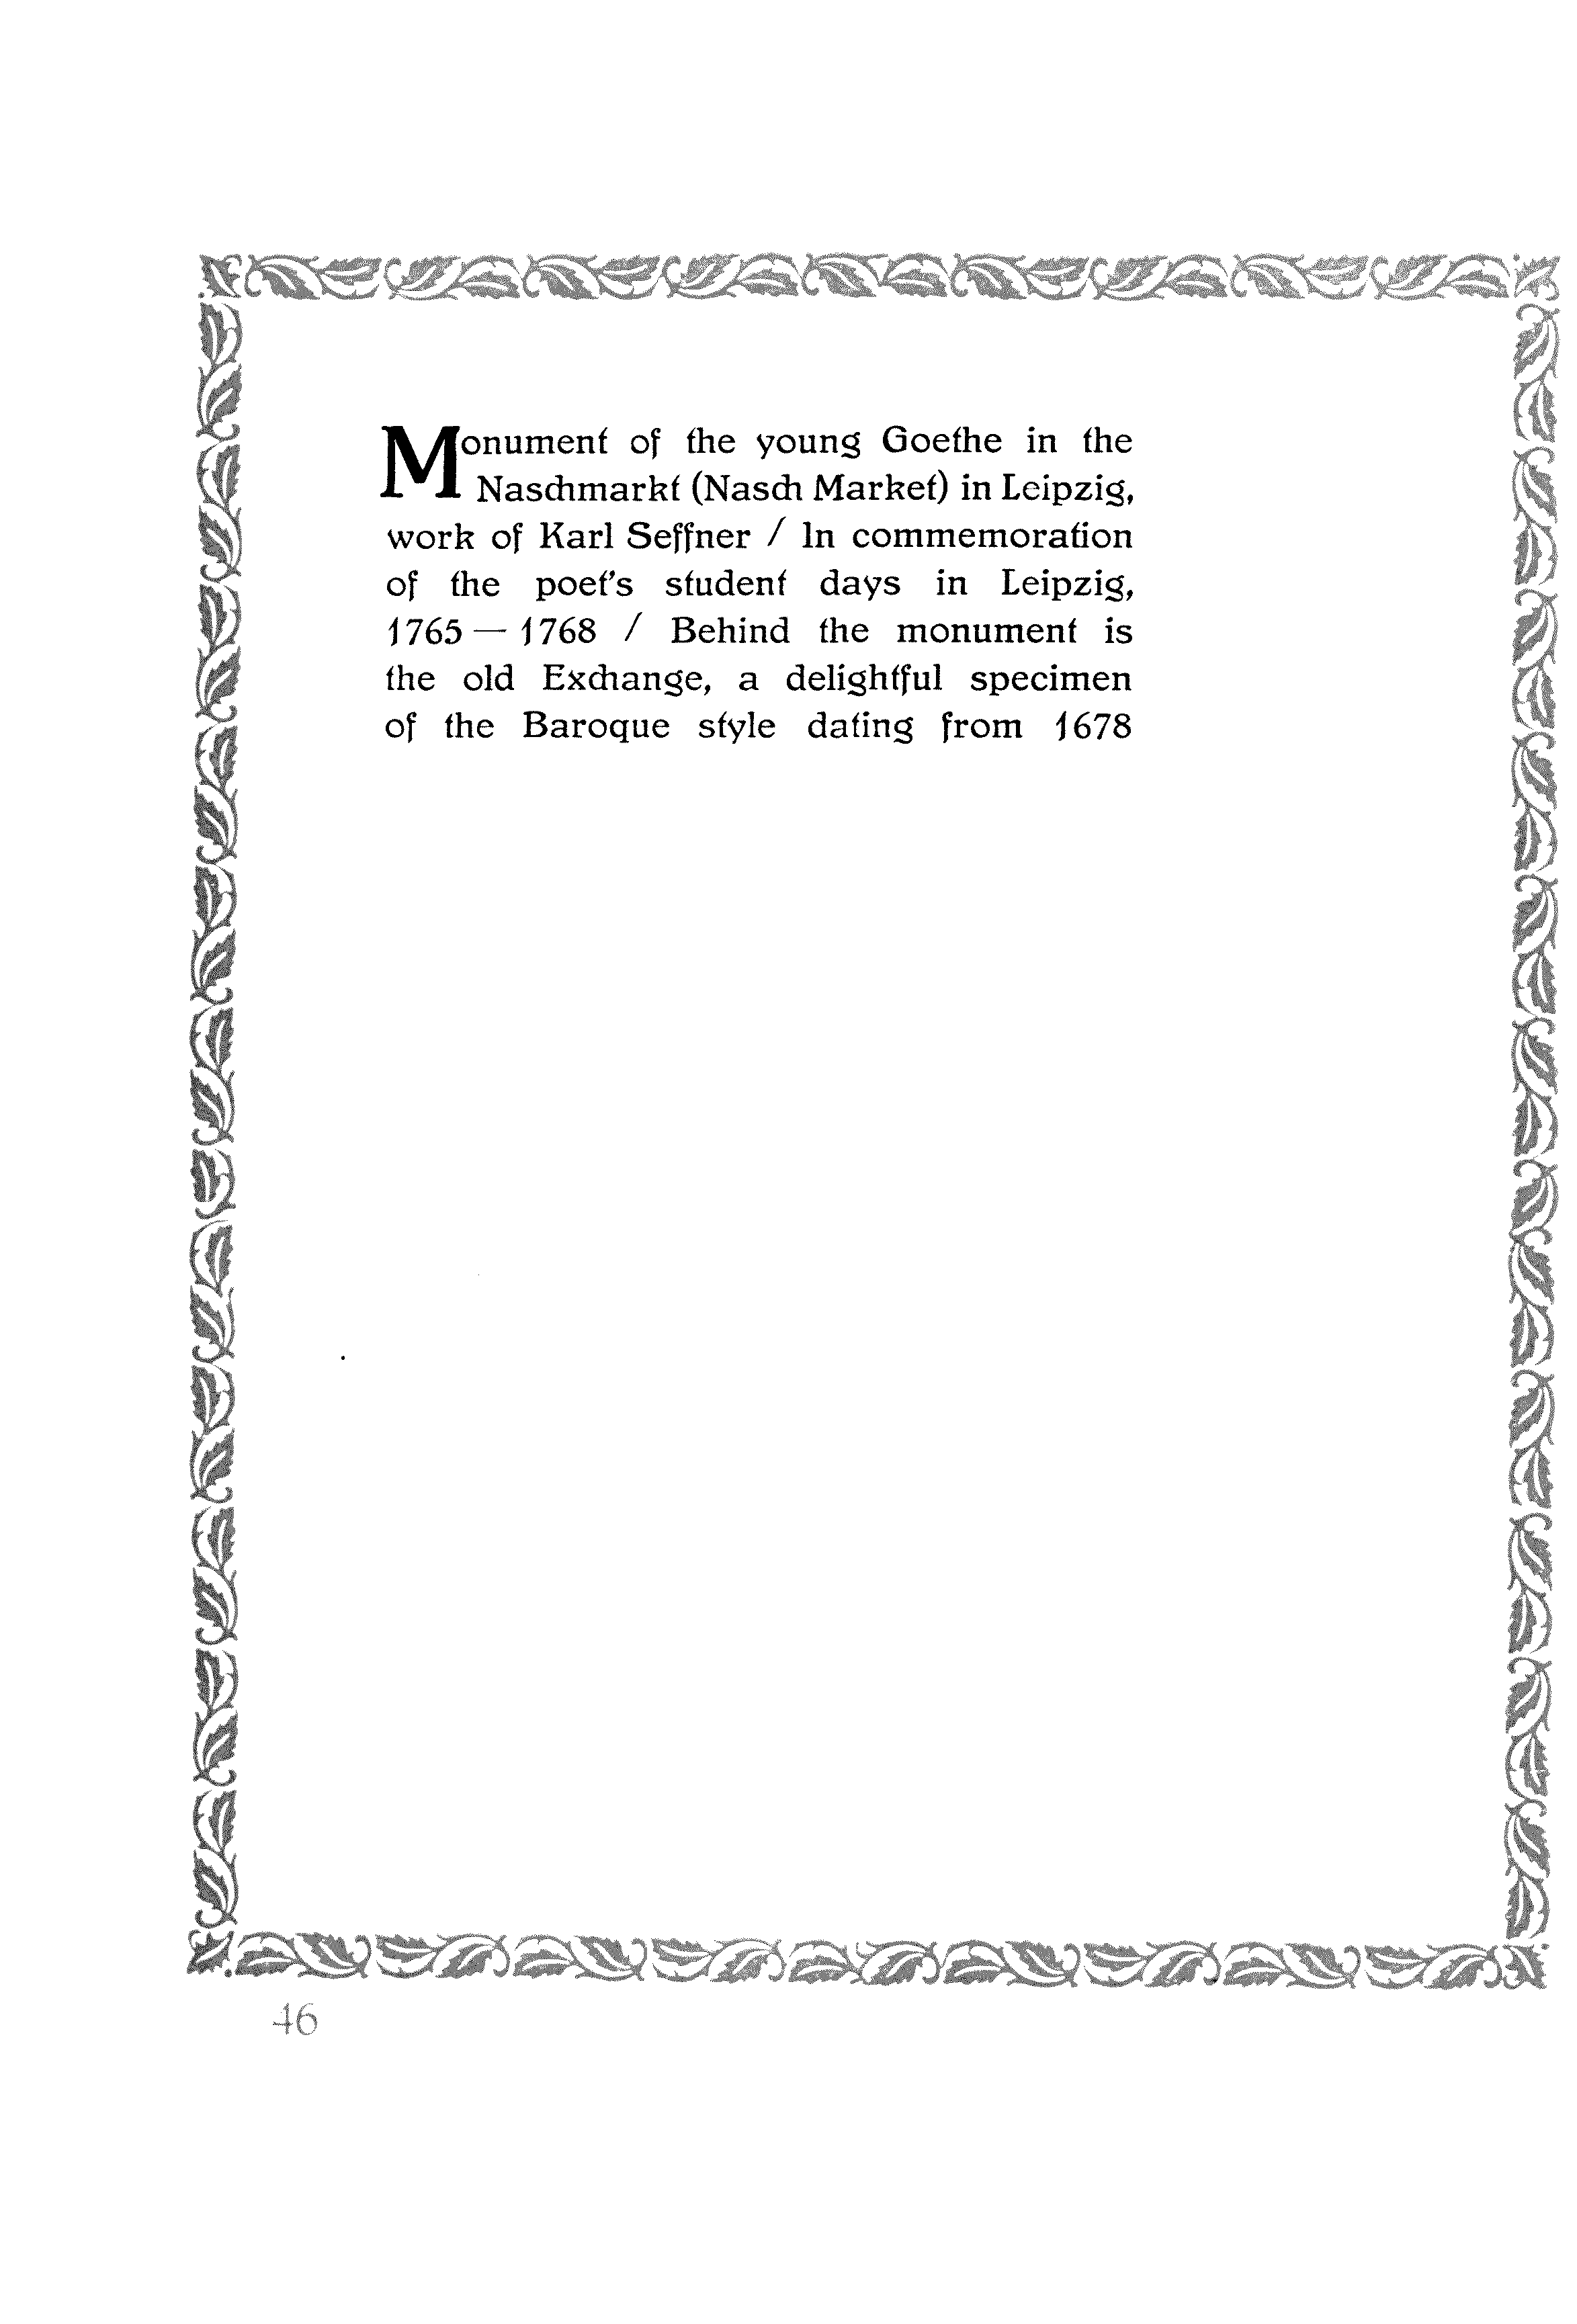 Monument of the young Goethe in the
Naschmarkt (Nasch Market) in Leipzig,
work of Karl Seffner / In commemoration
of the poet's student days in Leipzig,
1765 — 1768 / Behind the monument is
the old Exchange, a delightful specimen
of the Baroque style dating from 1678
46